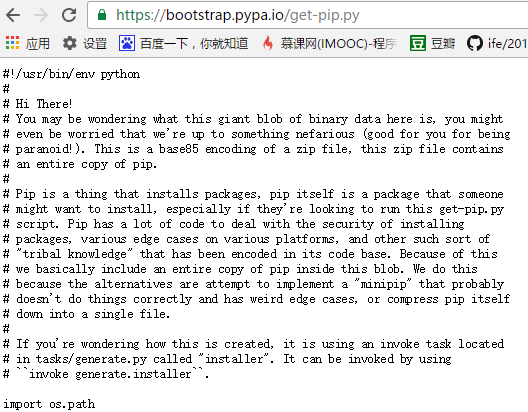 https://bootstrap.pypa.io/get-pip.py
应用 设置 百度一下，你就知道 慕课网(IMOOC)-程序 豆瓣 ife/201
#!/usr/bin/env python
#
# Hi There!
# You may be wondering what this giant blob of binary data here is, you might
# even be worried that we're up to something nefarious (good for you for being
# paranoid!). This is a base85 encoding of a zip file, this zip file contains
# an entire copy of pip.
#
# Pip is a thing that installs packages, pip itself is a package that someone
# might want to install, especially if they're looking to run this get-pip.py
# script. Pip has a lot of code to deal with the security of installing
# packages, various edge cases on various platforms, and other such sort of
# "tribal knowledge" that has been encoded in its code base. Because of this
# we basically include an entire copy of pip inside this blob. We do this
# because the alternatives are attempt to implement a "minipip" that probably
# doesn't do things correctly and has weird edge cases, or compress pip itself
# down into a single file.
#
# If you're wondering how this is created, it is using an invoke task located
# in tasks/generate.py called "installer". It can be invoked by using
# ``invoke generate.installer``.
import os.path